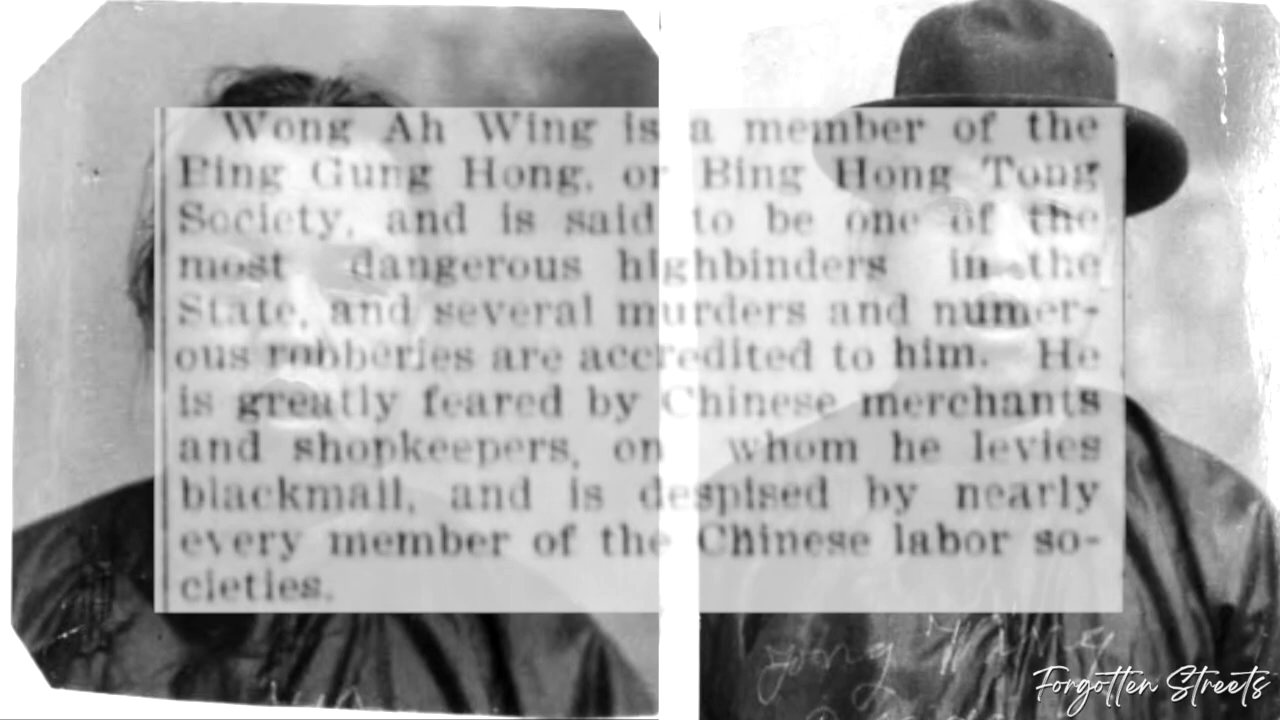 Wong Ah Wing is a member of the
Bing Gung Hong, or Bing Hong Tong
Society, and is said to be one of the
most dangerous highbinders in the
State, and several murders and numer-
ous robberies are accredited to him. He
is greatly feared by Chinese merchants
and shopkeepers, on whom he levies
blackmail, and is despised by nearly
every member of the Chinese labor so-
cieties.
Forgotten Streets